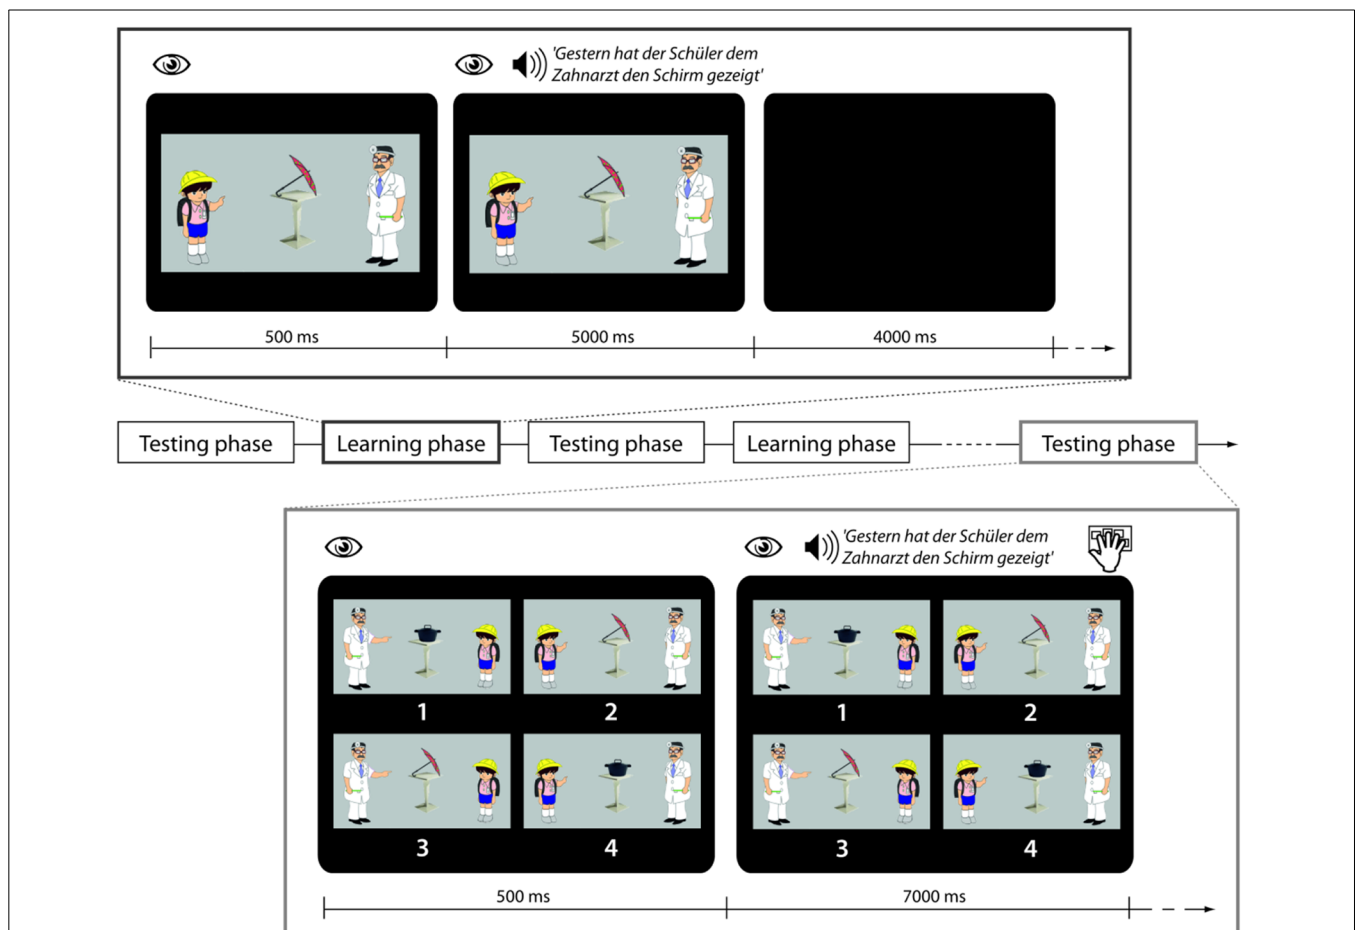 'Gestern hat der Schüler dem
Zahnarzt den Schirm gezeigt'
500 ms
5000 ms
4000 ms
Testing phase
Learning phase
Testing phase
Learning phase
Testing phase
'Gestern hat der Schüler dem
Zahnarzt den Schirm gezeigt'
1
2
1
2
3
4
3
4
500 ms
7000 ms